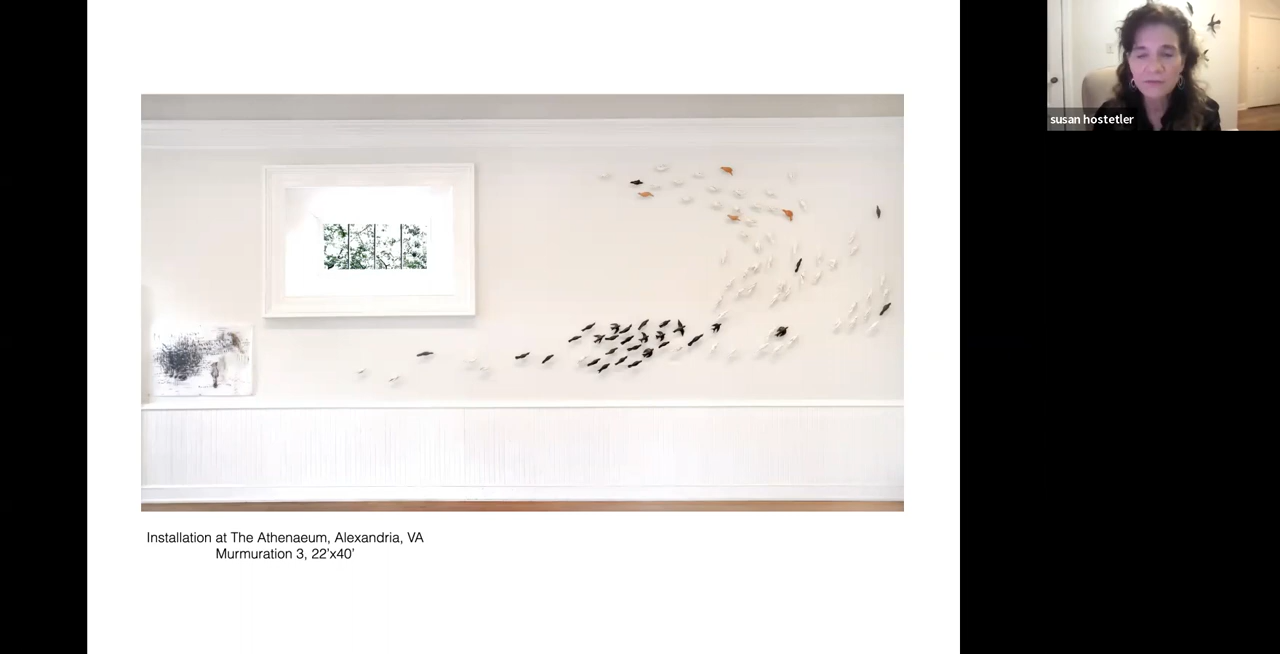 susan hostetler
Installation at The Athenaeum, Alexandria, VA
Murmuration 3, 22’x40’